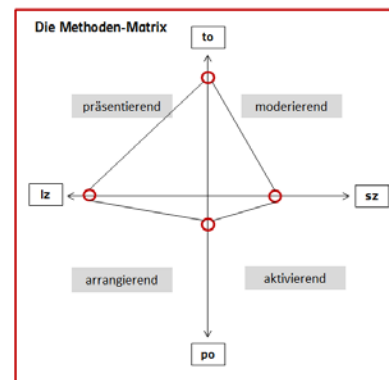 Die Methoden-Matrix
to
präsentierend
moderierend
lz
sz
arrangierend
aktivierend
po